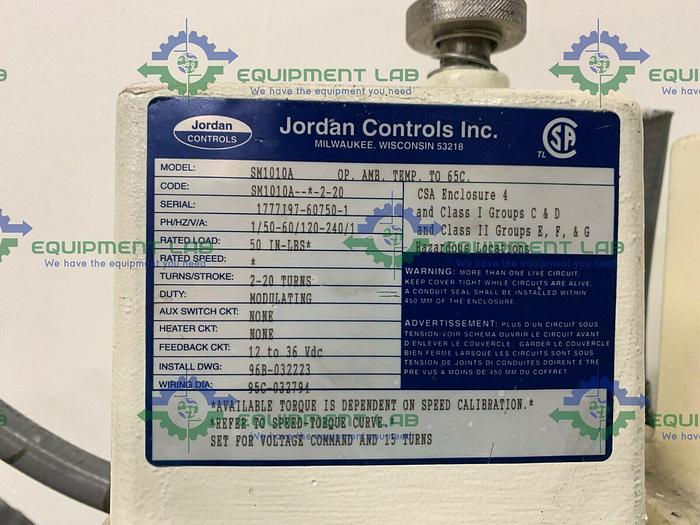 Jordan
CONTROLS
Jordan Controls Inc.
MILWAUKEE, WISCONSIN 53218
TL
MODEL: SM1010A OP. AMB. TEMP. TO 65C.
CODE: SM1010A--*-2-20
SERIAL: 1777I97-60750-1
PH/HZ/V/A: 1/50-60/120-240/1
RATED LOAD: 50 IN-LBS*
RATED SPEED: *
TURNS/STROKE: 2-20 TURNS
DUTY: MODULATING
AUX SWITCH CKT: NONE
HEATER CKT: NONE
FEEDBACK CKT: 12 to 36 Vdc
INSTALL DWG: 96B-032223
WIRING DIA: 95C-032794
CSA Enclosure 4
and Class I Groups C & D
and Class II Groups E, F, & G
Hazardous Locations
WARNING: MORE THAN ONE LIVE CIRCUIT.
KEEP COVER TIGHT WHILE CIRCUITS ARE ALIVE.
A CONDUIT SEAL SHALL BE INSTALLED WITHIN
450 MM OF THE ENCLOSURE.
ADVERTISSEMENT: PLUS D'UN CIRCUIT SOUS
TENSION-VOIR SCHEMA OUVRIR LE CIRCUIT AVANT
D'ENLEVER LE COUVERCLE. GARDER LE COUVERCLE
BIEN FERME LARSQUE LES CIRCUITS SONT SOUS
TENSION DE JOINTS DI CONDUITES DOIRENT E TRE
PRE VUS A MOINS DE 450 MM DU COFFRET.
*AVAILABLE TORQUE IS DEPENDENT ON SPEED CALIBRATION.*
*REFER TO SPEED-TORQUE CURVE.*
SET FOR VOLTAGE COMMAND AND 15 TURNS
EQUIPMENT LAB
We have the equipment you need